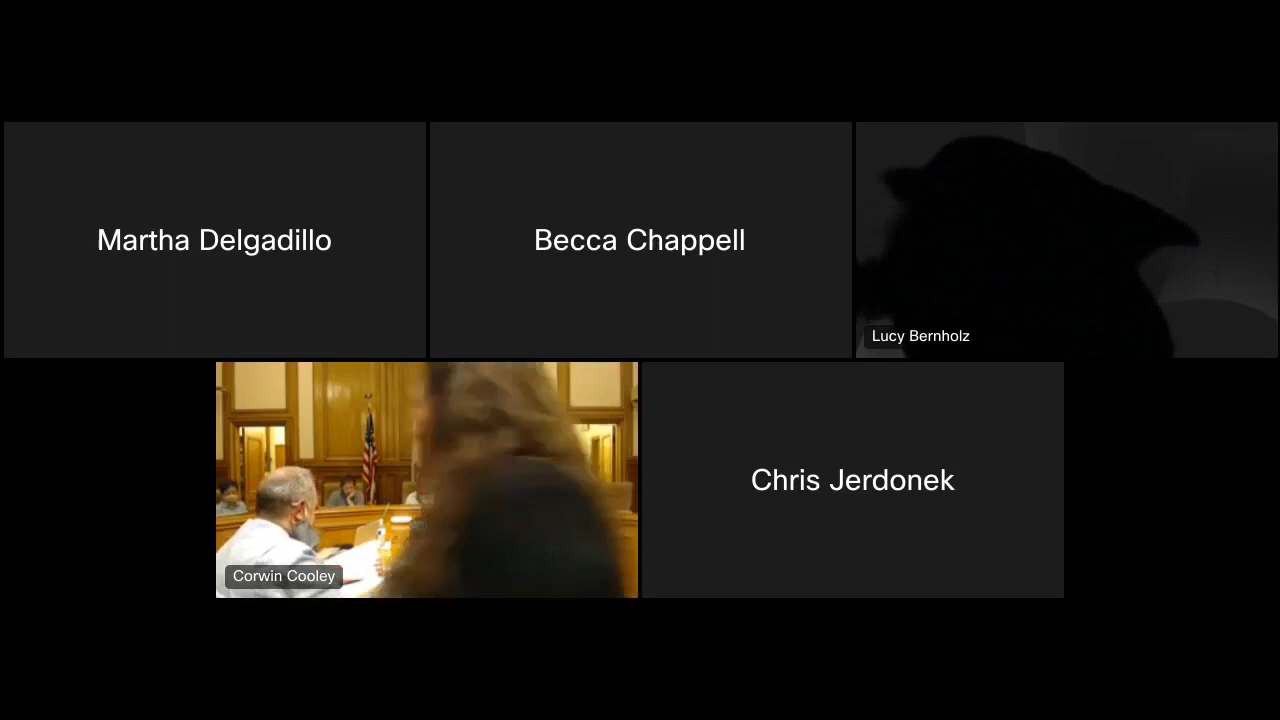 Martha Delgadillo
Becca Chappell
Lucy Bernholz
Corwin Cooley
Chris Jerdonek